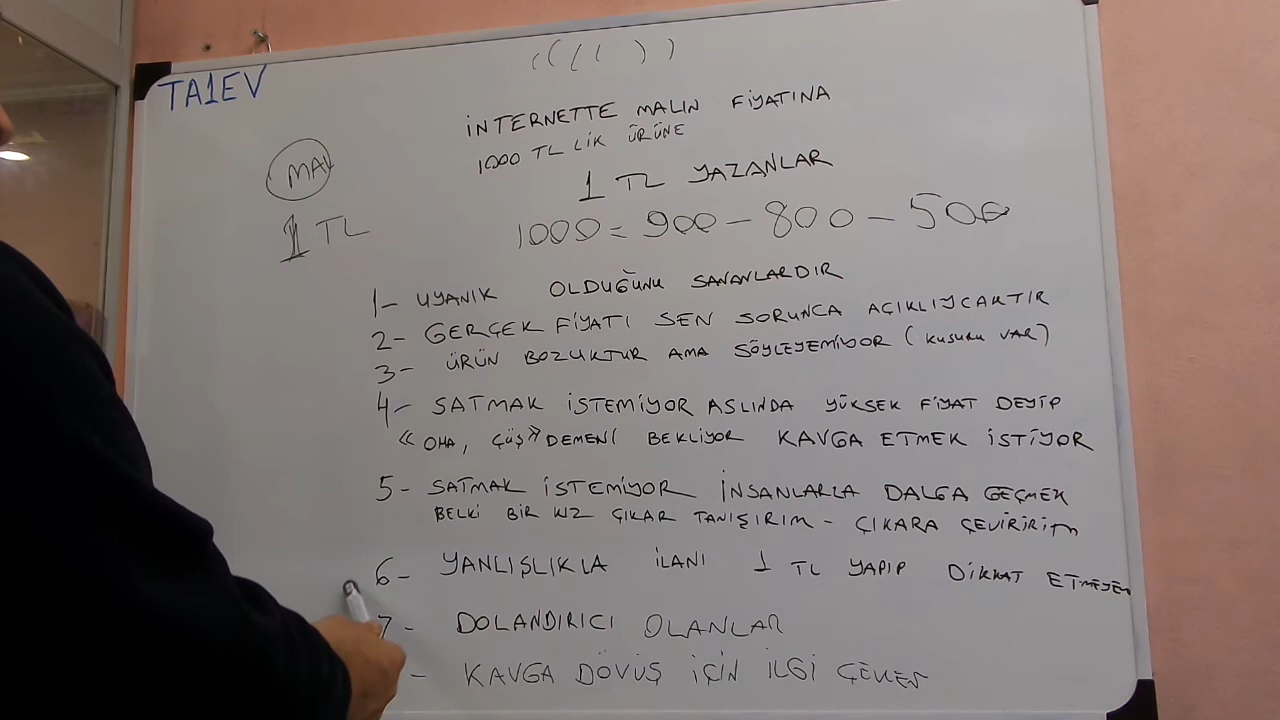 TA1EV
İNTERNETTE MALIN FİYATINA
1000 TL LİK ÜRÜNE
1 TL YAZANLAR
MAL
1 TL
1000 = 900 - 800 - 500
1- UYANIK OLDUĞUNU SANANLARDIR
2- GERÇEK FİYATI SEN SORUNCA AÇIKLIYCAKTIR
3- ÜRÜN BOZUKTUR AMA SÖYLEYEMİYOR (KUSURU VAR)
4- SATMAK İSTEMİYOR ASLINDA YÜKSEK FİYAT DEYİP
«OHA, ÇÜŞ» DEMENİ BEKLİYOR KAVGA ETMEK İSTİYOR
5- SATMAK İSTEMİYOR İNSANLARLA DALGA GEÇMEK
BELKİ BİR KIZ ÇIKAR TANIŞIRIM - ÇIKARA ÇEVİRİRİM
6- YANLIŞLIKLA İLANI 1 TL YAPIP DİKKAT ETMEYEN
7- DOLANDIRICI OLANLAR
- KAVGA DÖVÜŞ İÇİN İLGİ ÇEKEN